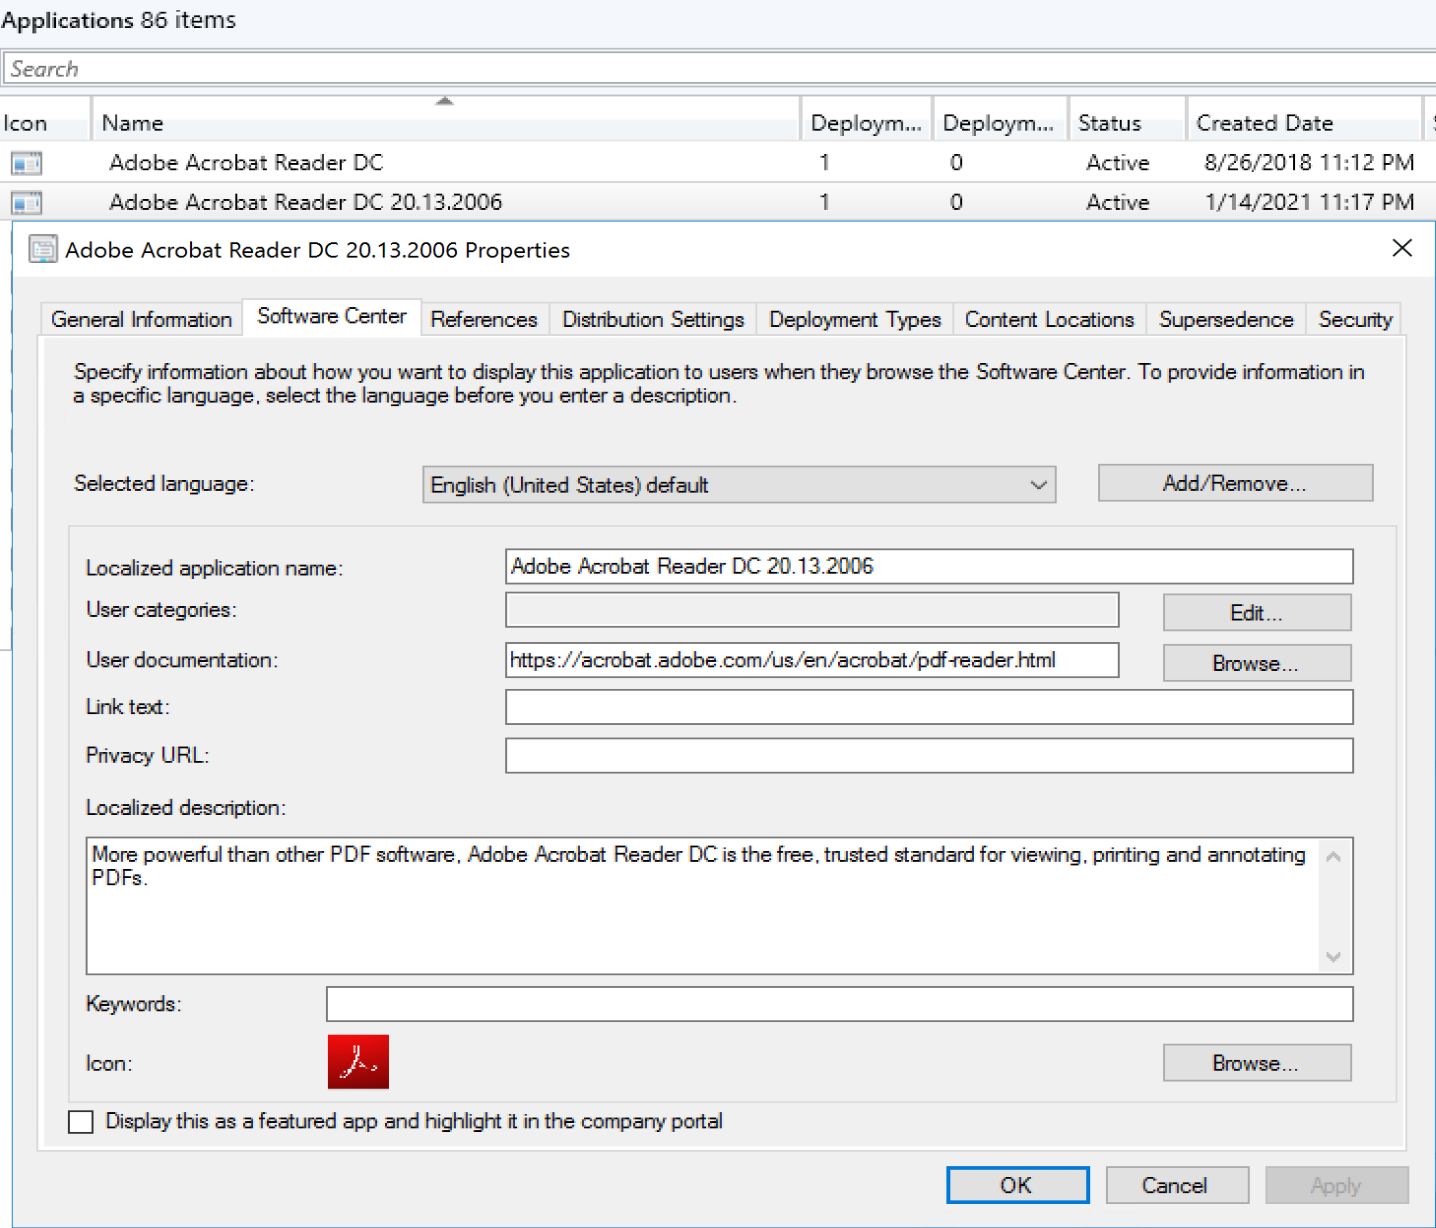 Applications 86 items
Search
Icon Name Deploym... Deploym... Status Created Date
Adobe Acrobat Reader DC 1 0 Active 8/26/2018 11:12 PM
Adobe Acrobat Reader DC 20.13.2006 1 0 Active 1/14/2021 11:17 PM
Adobe Acrobat Reader DC 20.13.2006 Properties
General Information Software Center References Distribution Settings Deployment Types Content Locations Supersedence Security
Specify information about how you want to display this application to users when they browse the Software Center. To provide information in
a specific language, select the language before you enter a description.
Selected language: English (United States) default Add/Remove...
Localized application name: Adobe Acrobat Reader DC 20.13.2006
User categories: Edit...
User documentation: https://acrobat.adobe.com/us/en/acrobat/pdf-reader.html Browse...
Link text:
Privacy URL:
Localized description:
More powerful than other PDF software, Adobe Acrobat Reader DC is the free, trusted standard for viewing, printing and annotating
PDFs.
Keywords:
Icon: Browse...
Display this as a featured app and highlight it in the company portal
OK Cancel Apply